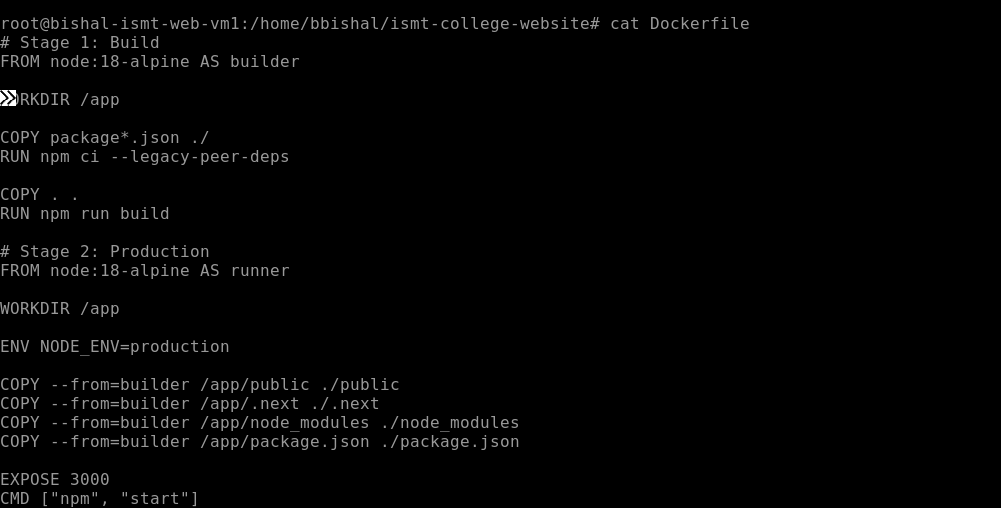 root@bishal-ismt-web-vm1:/home/bbishal/ismt-college-website# cat Dockerfile
# Stage 1: Build
FROM node:18-alpine AS builder
WORKDIR /app
COPY package*.json ./
RUN npm ci --legacy-peer-deps
COPY . .
RUN npm run build
# Stage 2: Production
FROM node:18-alpine AS runner
WORKDIR /app
ENV NODE_ENV=production
COPY --from=builder /app/public ./public
COPY --from=builder /app/.next ./.next
COPY --from=builder /app/node_modules ./node_modules
COPY --from=builder /app/package.json ./package.json
EXPOSE 3000
CMD ["npm", "start"]